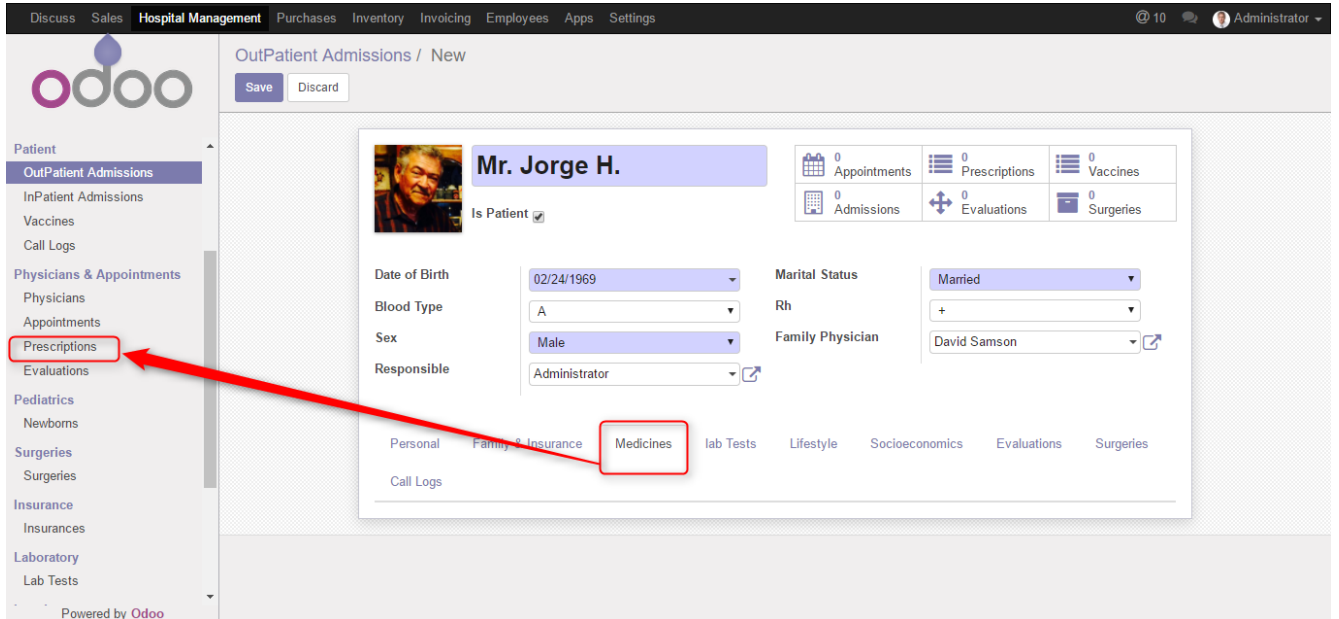 Discuss Sales Hospital Management Purchases Inventory Invoicing Employees Apps Settings @ 10 Administrator
odoo
OutPatient Admissions / New
Save Discard
Patient
OutPatient Admissions
InPatient Admissions
Vaccines
Call Logs
Physicians & Appointments
Physicians
Appointments
Prescriptions
Evaluations
Pediatrics
Newborns
Surgeries
Surgeries
Insurance
Insurances
Laboratory
Lab Tests
Powered by Odoo
Mr. Jorge H.
Is Patient
0 Appointments
0 Prescriptions
0 Vaccines
0 Admissions
0 Evaluations
0 Surgeries
Date of Birth 02/24/1969
Marital Status Married
Blood Type A
Rh +
Sex Male
Family Physician David Samson
Responsible Administrator
Personal Family & Insurance Medicines lab Tests Lifestyle Socioeconomics Evaluations Surgeries
Call Logs